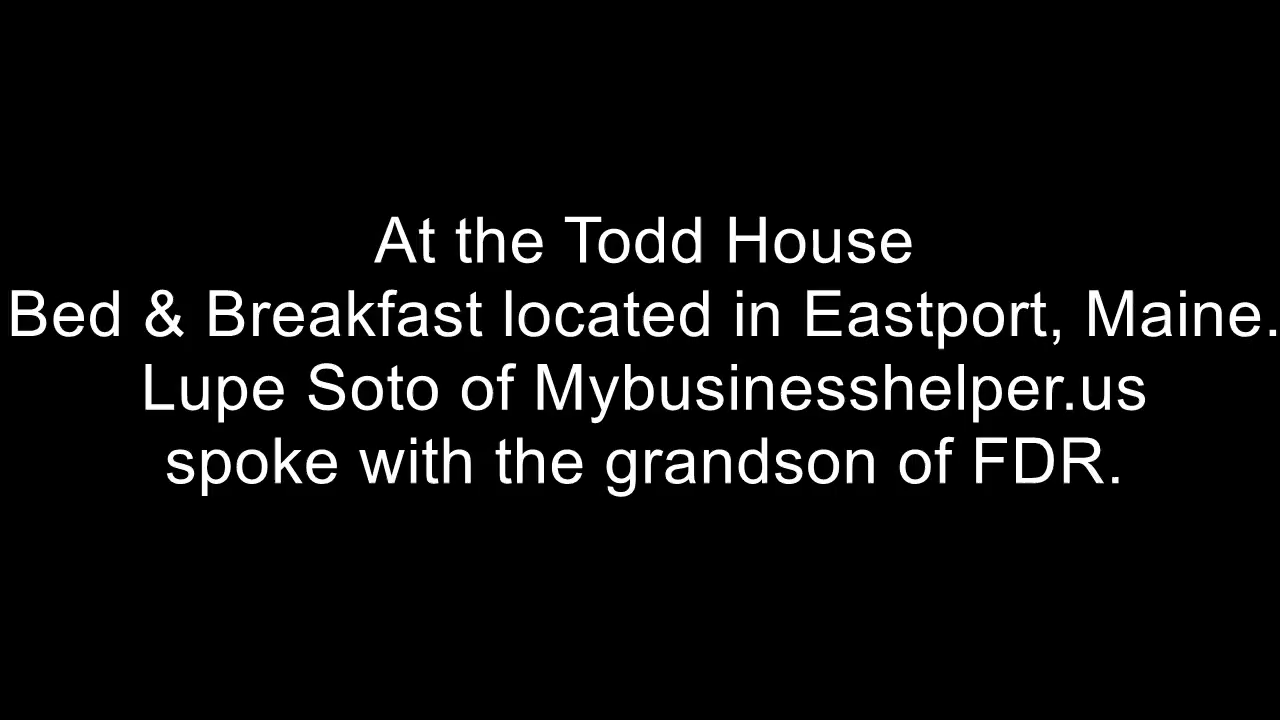 At the Todd House
Bed & Breakfast located in Eastport, Maine.
Lupe Soto of Mybusinesshelper.us
spoke with the grandson of FDR.